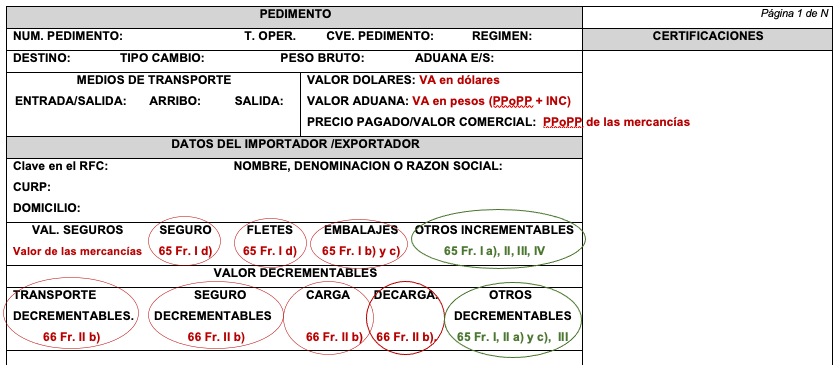 PEDIMENTO
Página 1 de N
NUM. PEDIMENTO: T. OPER. CVE. PEDIMENTO: REGIMEN:
CERTIFICACIONES
DESTINO: TIPO CAMBIO: PESO BRUTO: ADUANA E/S:
MEDIOS DE TRANSPORTE
ENTRADA/SALIDA: ARRIBO: SALIDA:
VALOR DOLARES: VA en dólares
VALOR ADUANA: VA en pesos (PPoPP + INC)
PRECIO PAGADO/VALOR COMERCIAL: PPoPP de las mercancías
DATOS DEL IMPORTADOR /EXPORTADOR
Clave en el RFC: NOMBRE, DENOMINACION O RAZON SOCIAL:
CURP:
DOMICILIO:
VAL. SEGUROS SEGURO FLETES EMBALAJES OTROS INCREMENTABLES
Valor de las mercancías 65 Fr. I d) 65 Fr. I d) 65 Fr. I b) y c) 65 Fr. I a), II, III, IV
VALOR DECREMENTABLES
TRANSPORTE SEGURO CARGA DECARGA. OTROS
DECREMENTABLES. DECREMENTABLES DECREMENTABLES
66 Fr. II b) 66 Fr. II b) 66 Fr. II b) 66 Fr. II b). 65 Fr. I, II a) y c), III